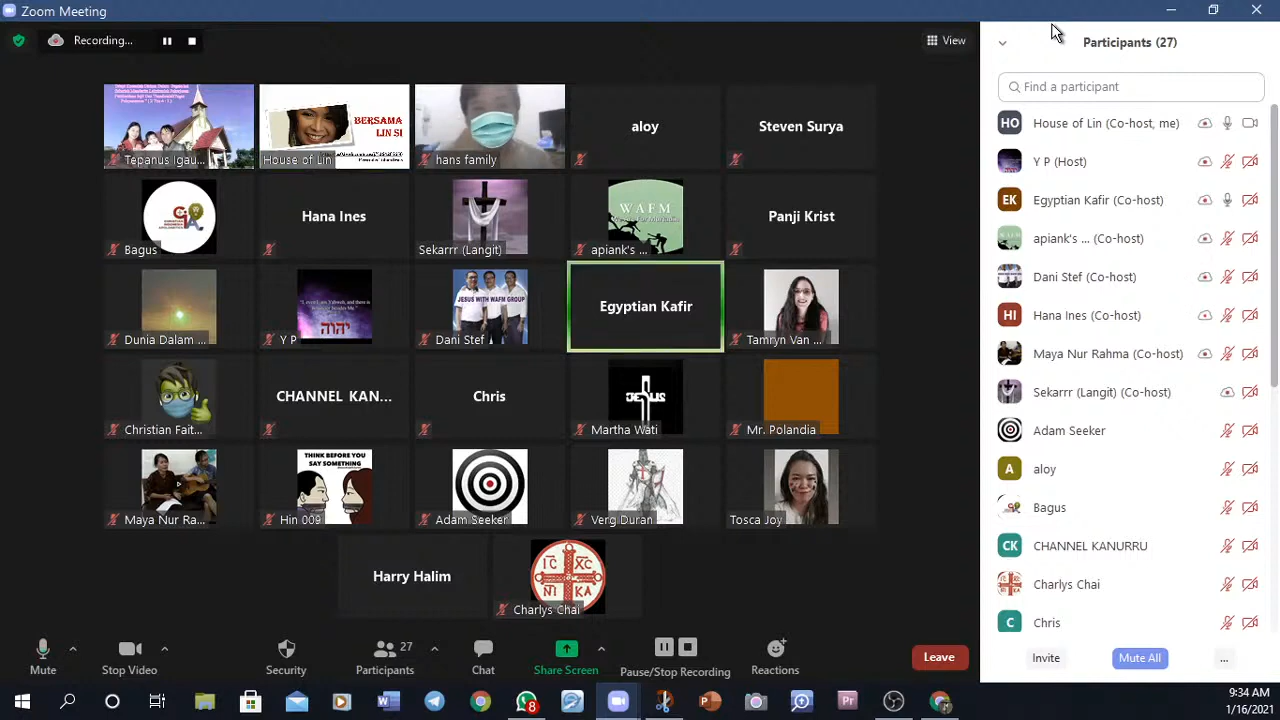 Zoom Meeting
Recording...
View
Participants (27)
Find a participant
BERSAMA
LIN SI
Tepanus Igau...
House of Lin
hans family
aloy
Steven Surya
Bagus
Hana Ines
Sekarrr (Langit)
WAFM
apiank's ...
Panji Krist
Dunia Dalam ...
יהוה
Y P
JESUS WITH WAFM GROUP
Dani Stef
Egyptian Kafir
Tamryn Van ...
Christian Fait...
CHANNEL KAN...
Chris
JESUS
Martha Wati
Mr. Polandia
Maya Nur Ra...
THINK BEFORE YOU
SAY SOMETHING
Hin 009
Adam Seeker
Verg Duran
Tosca Joy
Harry Halim
IC XC
NI KA
Charlys Chai
HO House of Lin (Co-host, me)
Y P (Host)
EK Egyptian Kafir (Co-host)
apiank's ... (Co-host)
Dani Stef (Co-host)
HI Hana Ines (Co-host)
Maya Nur Rahma (Co-host)
Sekarrr (Langit) (Co-host)
Adam Seeker
A aloy
Bagus
CK CHANNEL KANURRU
Charlys Chai
C Chris
Mute
Stop Video
Security
27
Participants
Chat
Share Screen
Pause/Stop Recording
Reactions
Leave
Invite
Mute All
...
8
9:34 AM
1/16/2021